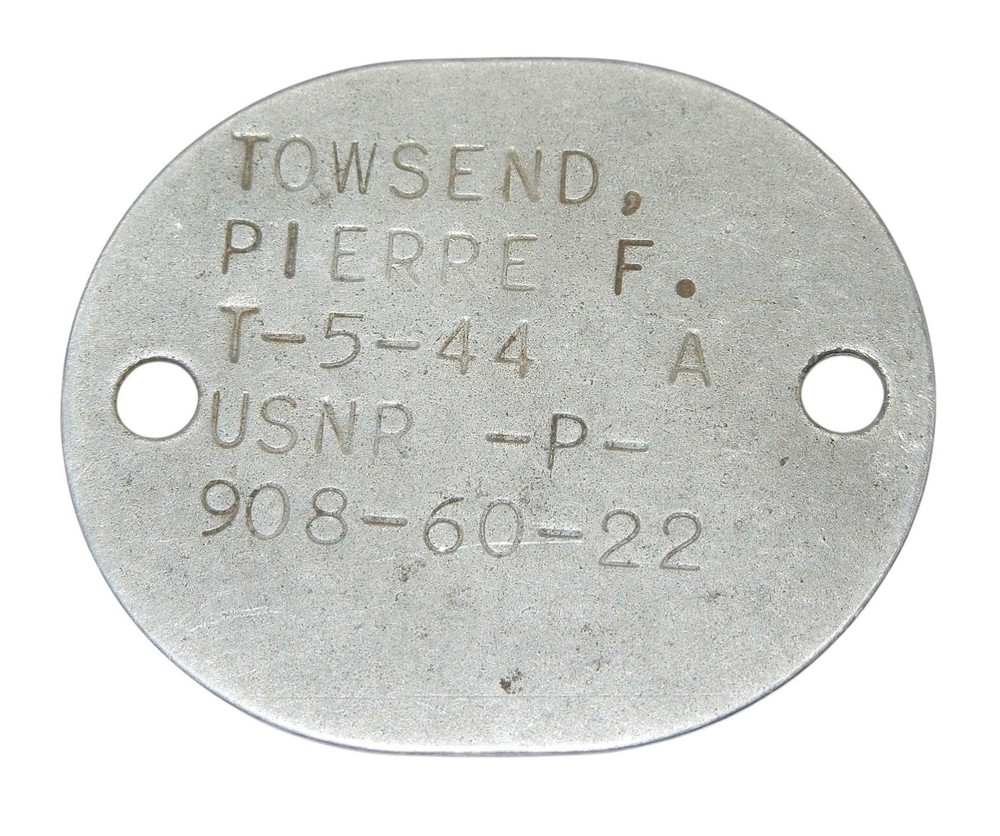 TOWSEND,
PIERRE F.
T-5-44 A
USNR -P-
908-60-22